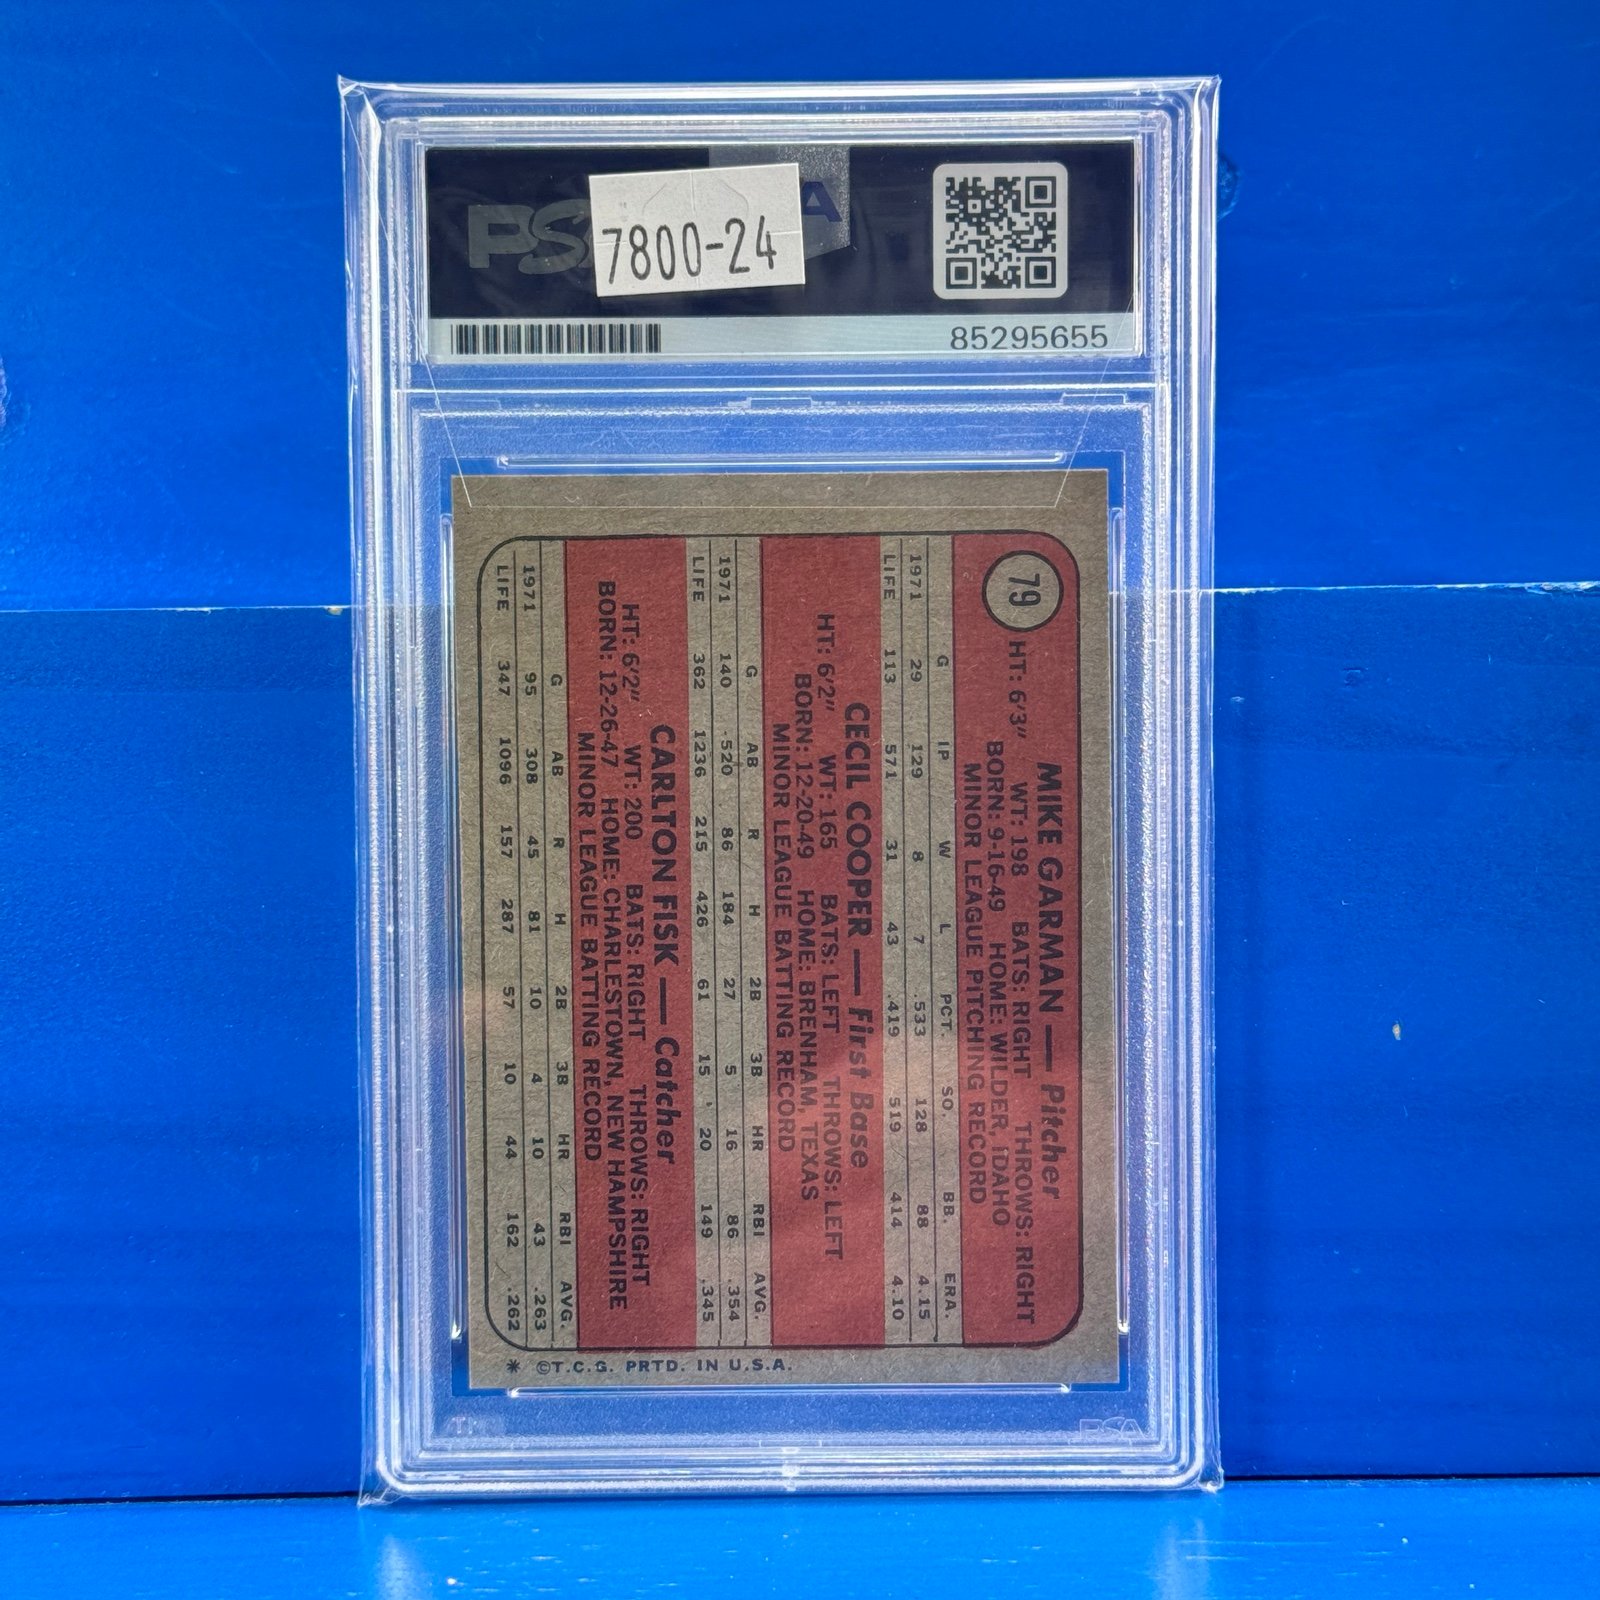 PSA
7800-24
85295655
79
MIKE GARMAN — Pitcher
HT: 6'3" WT: 198 BATS: RIGHT THROWS: RIGHT
BORN: 9-16-49 HOME: WILDER, IDAHO
MINOR LEAGUE PITCHING RECORD
G IP W L PCT. SO. BB. ERA.
1971 29 129 8 7 .533 128 88 4.15
LIFE 113 571 31 43 .419 519 414 4.10
CECIL COOPER — First Base
HT: 6'2" WT: 165 BATS: LEFT THROWS: LEFT
BORN: 12-20-49 HOME: BRENHAM, TEXAS
MINOR LEAGUE BATTING RECORD
G AB R H 2B 3B HR RBI AVG.
1971 140 520 86 184 27 5 16 86 .354
LIFE 362 1236 215 426 61 15 20 149 .345
CARLTON FISK — Catcher
HT: 6'2" WT: 200 BATS: RIGHT THROWS: RIGHT
BORN: 12-26-47 HOME: CHARLESTOWN, NEW HAMPSHIRE
MINOR LEAGUE BATTING RECORD
G AB R H 2B 3B HR RBI AVG.
1971 95 308 45 81 10 4 10 43 .263
LIFE 347 1096 157 287 57 10 44 162 .262
* ©T.C.G. PRTD. IN U.S.A.
PSA